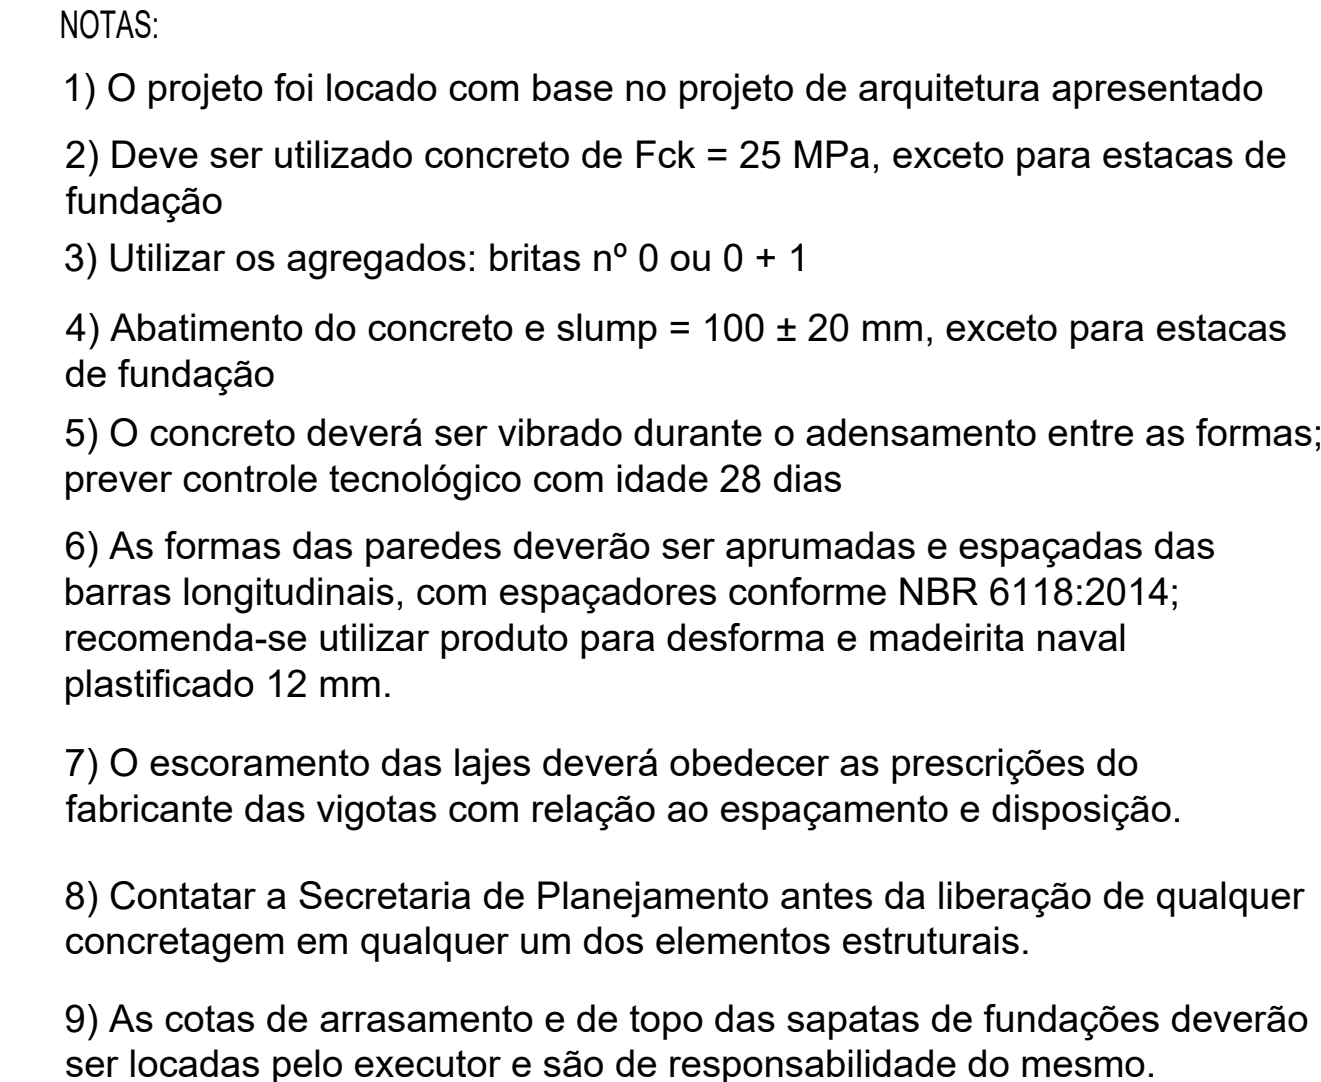 NOTAS:
1) O projeto foi locado com base no projeto de arquitetura apresentado
2) Deve ser utilizado concreto de Fck = 25 MPa, exceto para estacas de
fundação
3) Utilizar os agregados: britas nº 0 ou 0 + 1
4) Abatimento do concreto e slump = 100 ± 20 mm, exceto para estacas
de fundação
5) O concreto deverá ser vibrado durante o adensamento entre as formas;
prever controle tecnológico com idade 28 dias
6) As formas das paredes deverão ser aprumadas e espaçadas das
barras longitudinais, com espaçadores conforme NBR 6118:2014;
recomenda-se utilizar produto para desforma e madeirita naval
plastificado 12 mm.
7) O escoramento das lajes deverá obedecer as prescrições do
fabricante das vigotas com relação ao espaçamento e disposição.
8) Contatar a Secretaria de Planejamento antes da liberação de qualquer
concretagem em qualquer um dos elementos estruturais.
9) As cotas de arrasamento e de topo das sapatas de fundações deverão
ser locadas pelo executor e são de responsabilidade do mesmo.